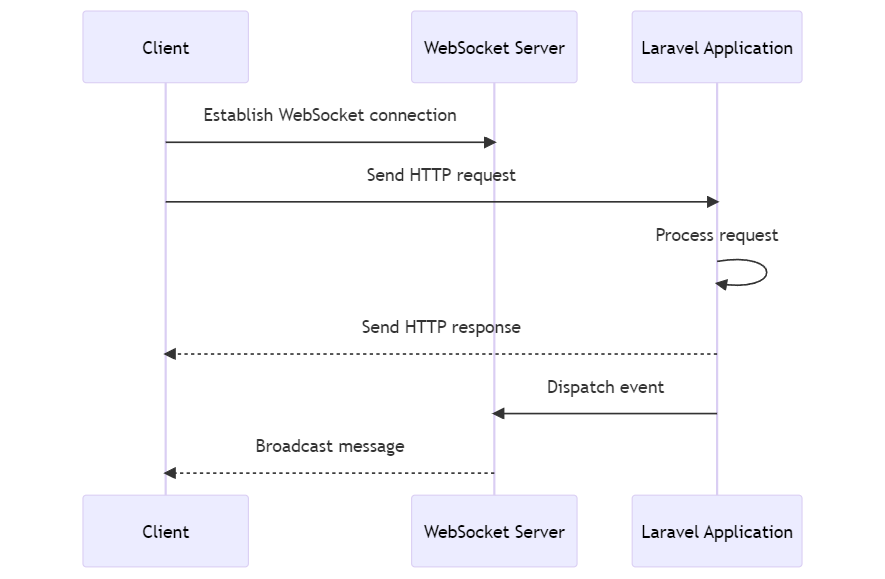 Client
WebSocket Server
Laravel Application
Establish WebSocket connection
Send HTTP request
Process request
Send HTTP response
Dispatch event
Broadcast message
Client
WebSocket Server
Laravel Application